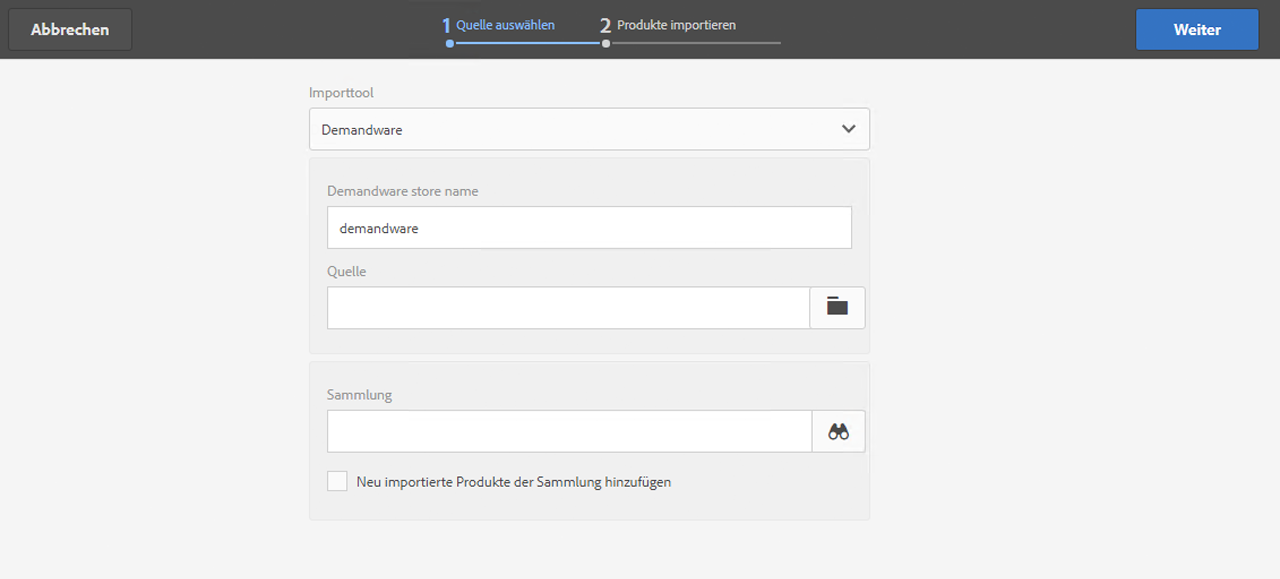 Abbrechen
1 Quelle auswählen
2 Produkte importieren
Weiter
Importtool
Demandware
Demandware store name
demandware
Quelle
Sammlung
Neu importierte Produkte der Sammlung hinzufügen